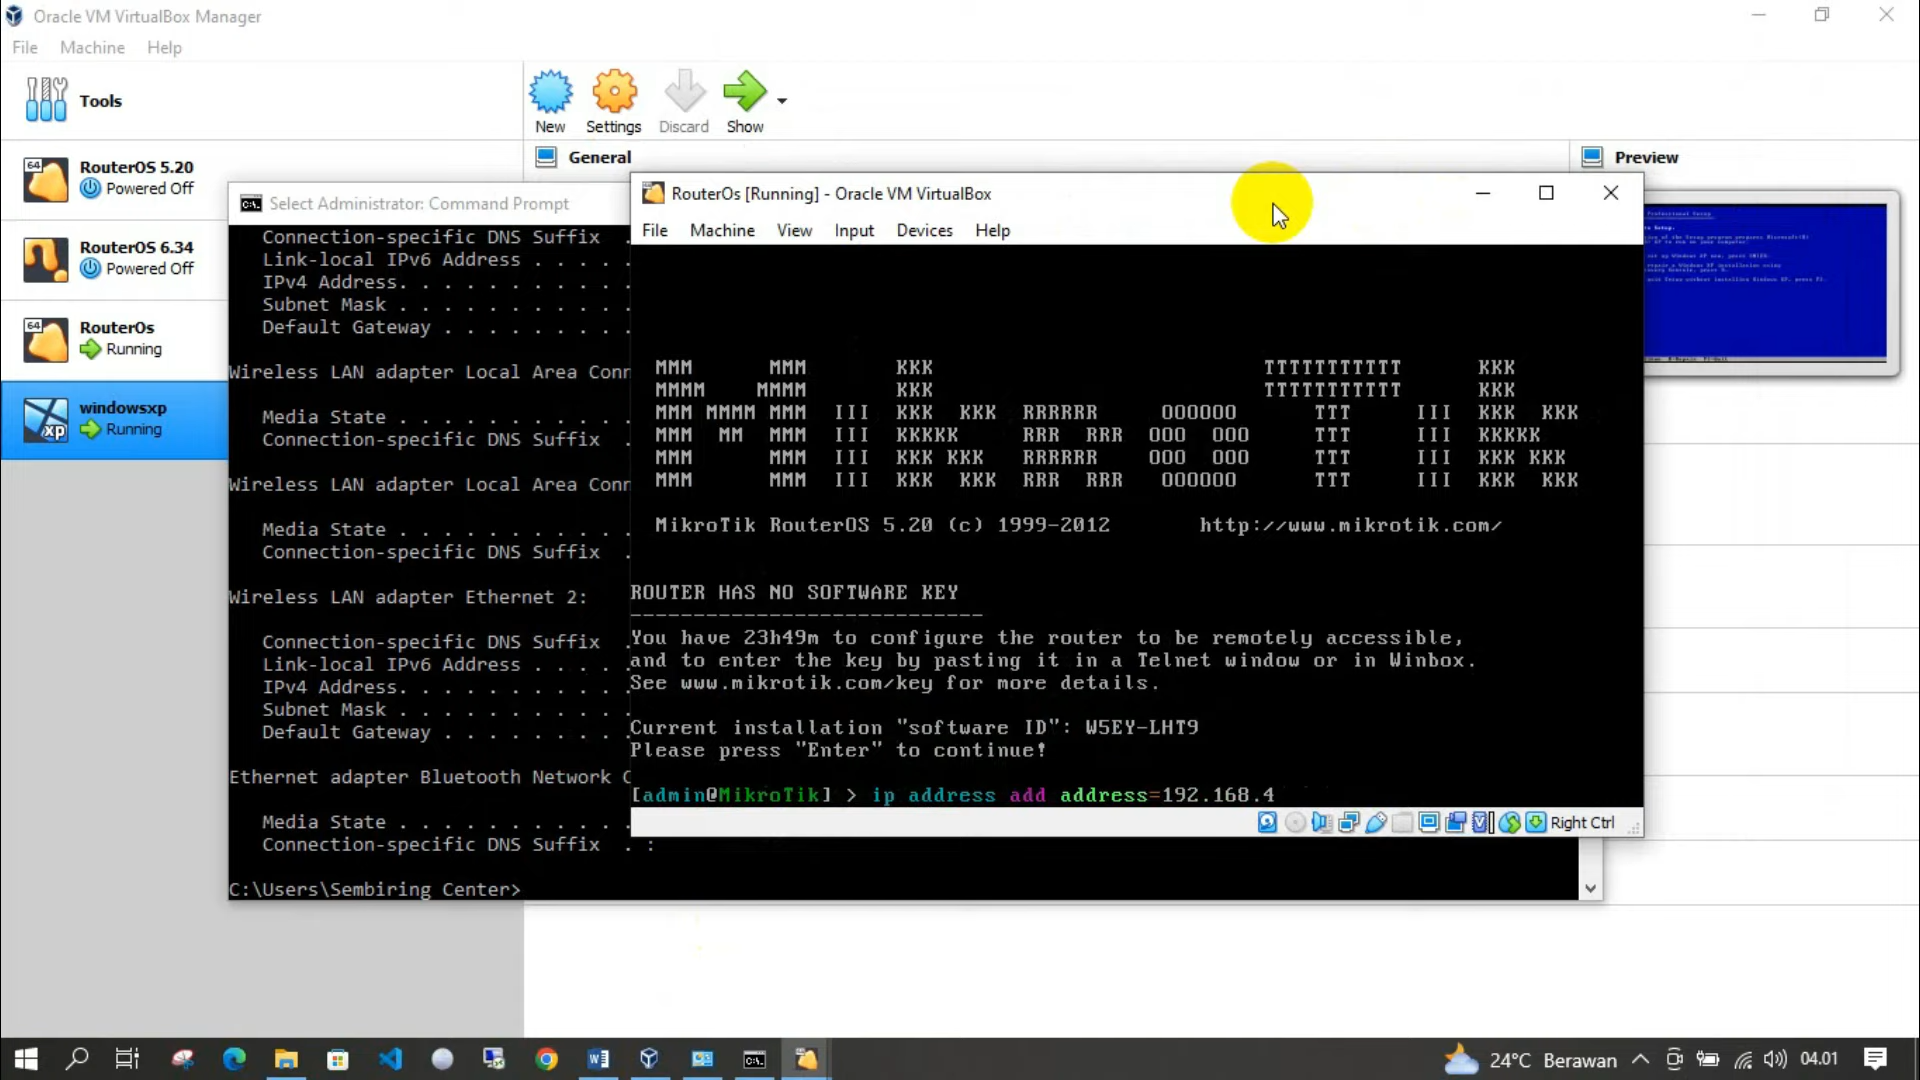 Oracle VM VirtualBox Manager
File Machine Help
Tools
New Settings Discard Show
General
Preview
RouterOS 5.20
64
Powered Off
RouterOS 6.34
Powered Off
RouterOs
64
Running
windowsxp
xp
Running
Select Administrator: Command Prompt
Connection-specific DNS Suffix .
Link-local IPv6 Address . . . . .
IPv4 Address. . . . . . . . . . .
Subnet Mask . . . . . . . . . . .
Default Gateway . . . . . . . . .
Wireless LAN adapter Local Area Conn
Media State . . . . . . . . . . .
Connection-specific DNS Suffix .
Wireless LAN adapter Local Area Conn
Media State . . . . . . . . . . .
Connection-specific DNS Suffix .
Wireless LAN adapter Ethernet 2:
Connection-specific DNS Suffix .
Link-local IPv6 Address . . . . .
IPv4 Address. . . . . . . . . . .
Subnet Mask . . . . . . . . . . .
Default Gateway . . . . . . . . .
Ethernet adapter Bluetooth Network C
Media State . . . . . . . . . . .
Connection-specific DNS Suffix . :
C:\Users\Sembiring Center>
RouterOs [Running] - Oracle VM VirtualBox
File Machine View Input Devices Help
MMM MMM KKK TTTTTTTTTTT KKK
MMMM MMMM KKK TTTTTTTTTTT KKK
MMM MMMM MMM III KKK KKK RRRRRR OOOOOO TTT III KKK KKK
MMM MM MMM III KKKKK RRR RRR OOO OOO TTT III KKKKK
MMM MMM III KKK KKK RRRRRR OOO OOO TTT III KKK KKK
MMM MMM III KKK KKK RRR RRR OOOOOO TTT III KKK KKK
MikroTik RouterOS 5.20 (c) 1999-2012 http://www.mikrotik.com/
ROUTER HAS NO SOFTWARE KEY
----------------------------
You have 23h49m to configure the router to be remotely accessible,
and to enter the key by pasting it in a Telnet window or in Winbox.
See www.mikrotik.com/key for more details.
Current installation "software ID": W5EY-LHT9
Please press "Enter" to continue!
[admin@MikroTik] > ip address add address=192.168.4
Right Ctrl
24°C Berawan
04.01